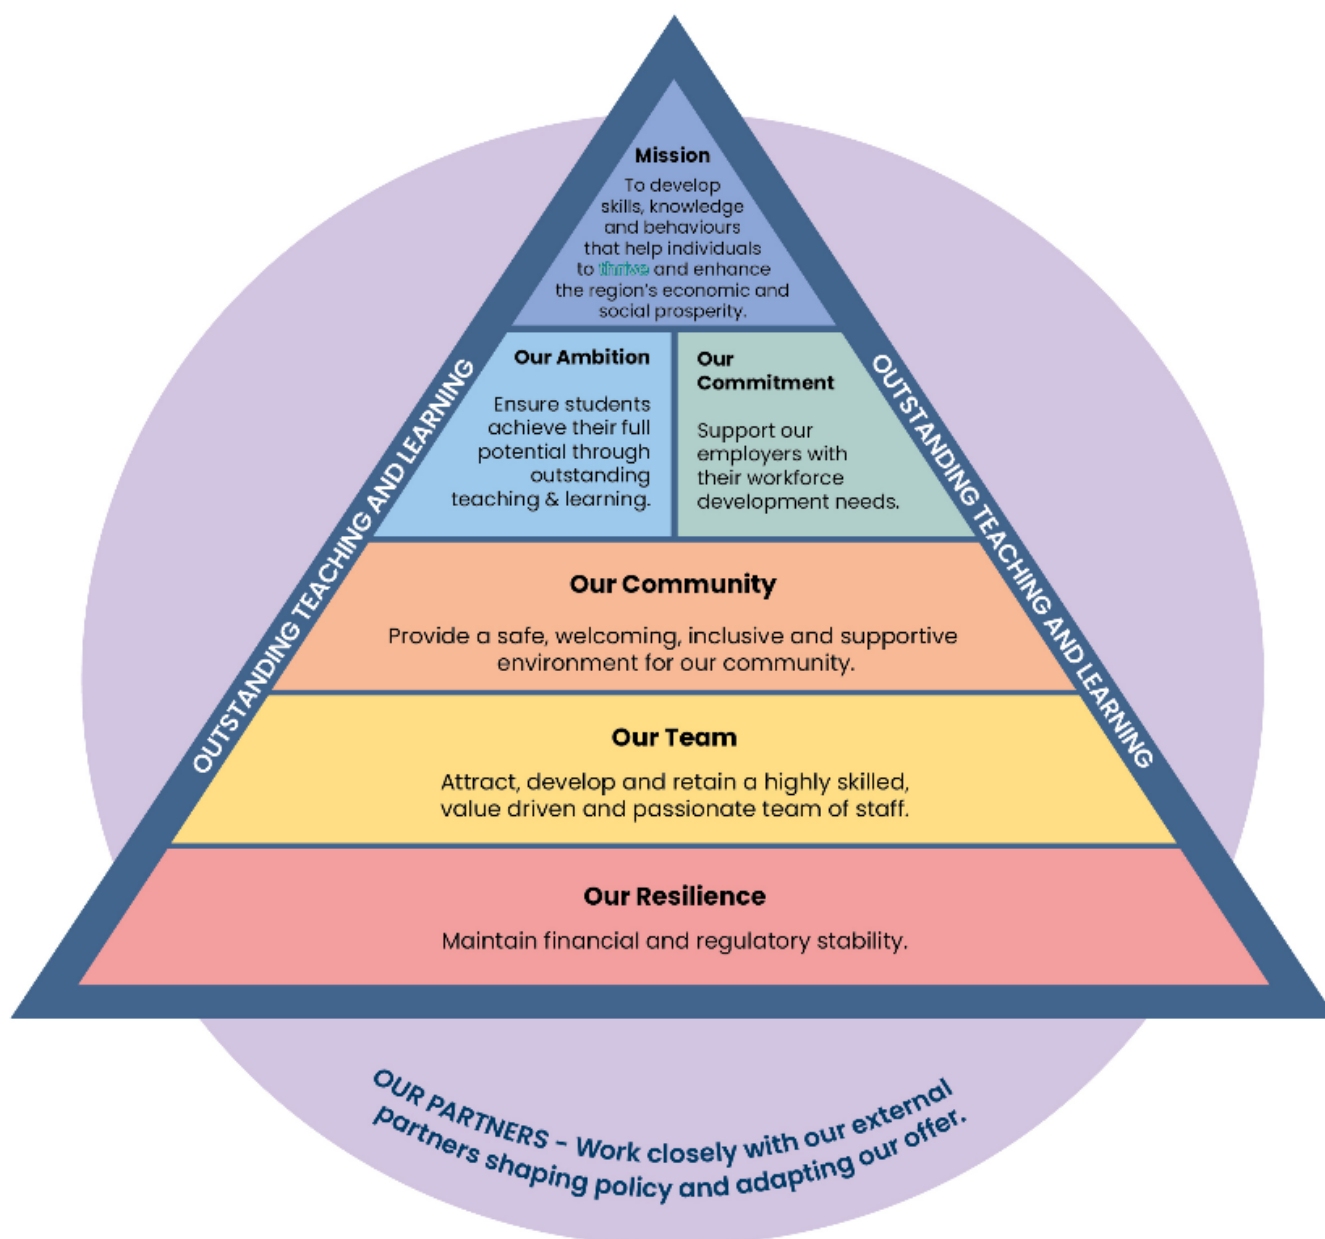 Mission
To develop
skills, knowledge
and behaviours
that help individuals
to thrive and enhance
the region's economic and
social prosperity.
Our Ambition
Ensure students
achieve their full
potential through
outstanding
teaching & learning.
Our
Commitment
Support our
employers with
their workforce
development needs.
OUTSTANDING TEACHING AND LEARNING
OUTSTANDING TEACHING AND LEARNING
Our Community
Provide a safe, welcoming, inclusive and supportive
environment for our community.
Our Team
Attract, develop and retain a highly skilled,
value driven and passionate team of staff.
Our Resilience
Maintain financial and regulatory stability.
OUR PARTNERS - Work closely with our external
partners shaping policy and adapting our offer.